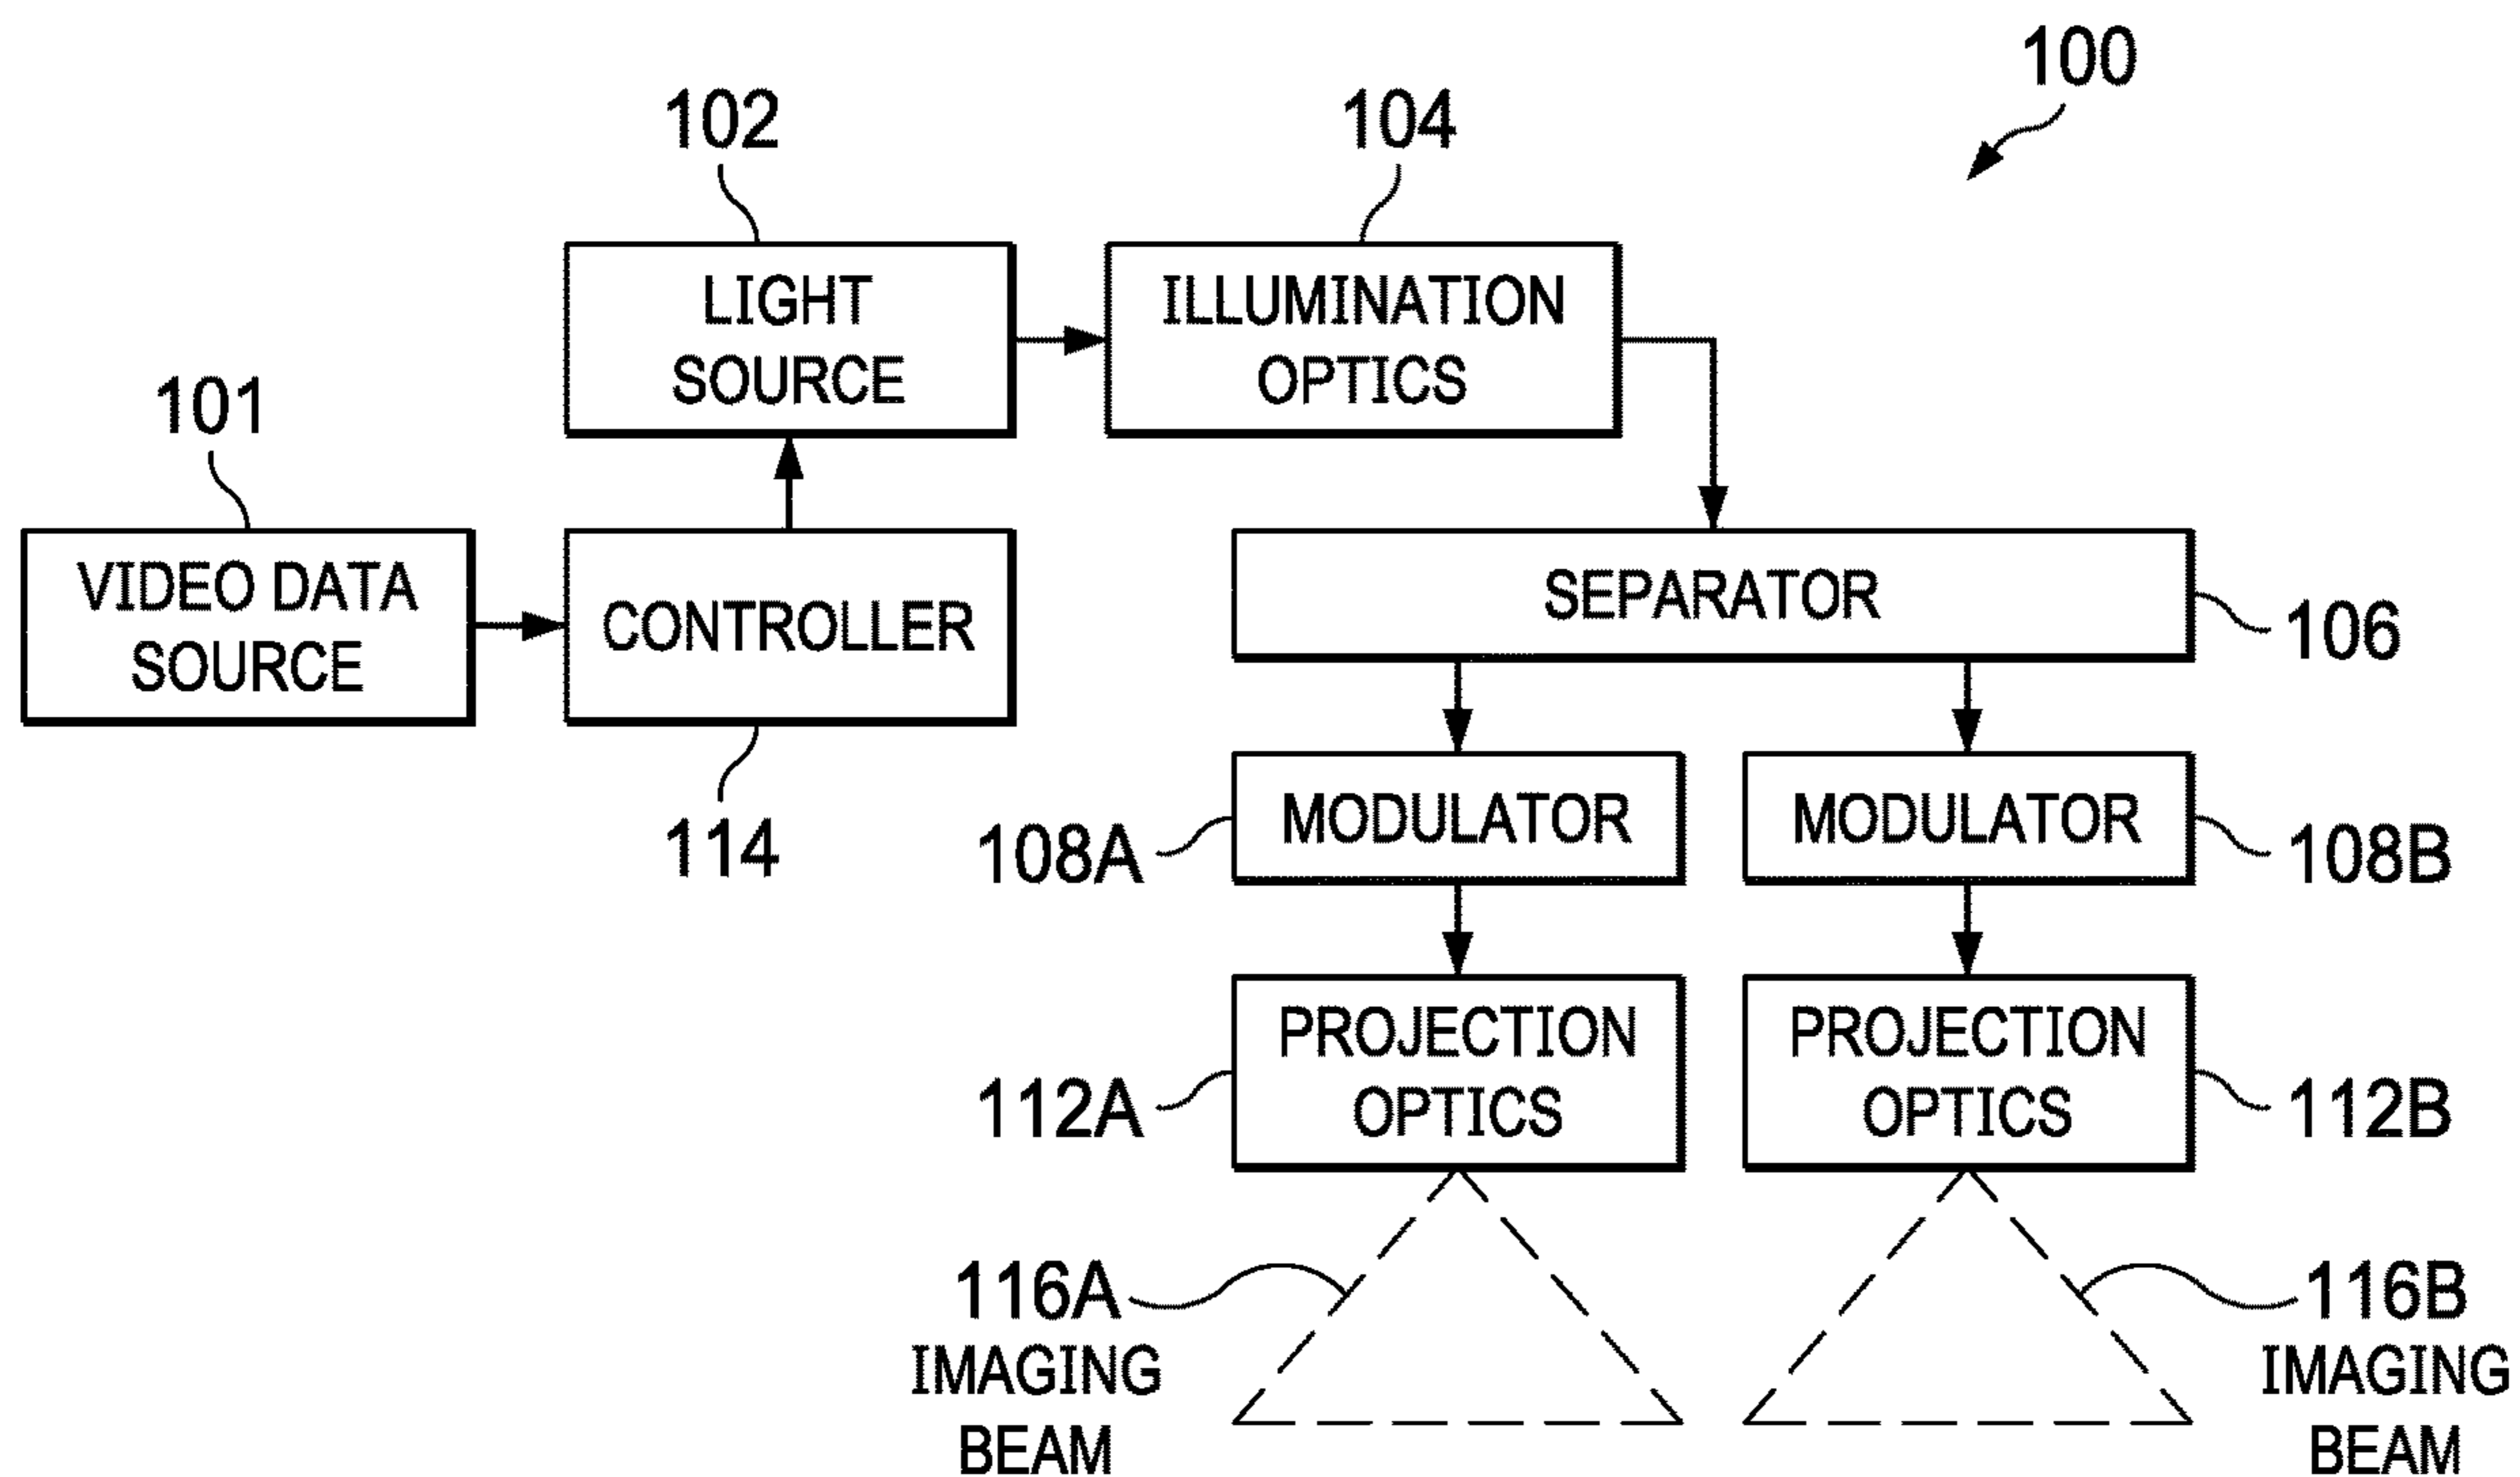 100
102
104
LIGHT
SOURCE
ILLUMINATION
OPTICS
101
VIDEO DATA
SOURCE
CONTROLLER
114
SEPARATOR
106
108A
MODULATOR
MODULATOR
108B
112A
PROJECTION
OPTICS
PROJECTION
OPTICS
112B
116A
IMAGING
BEAM
116B
IMAGING
BEAM